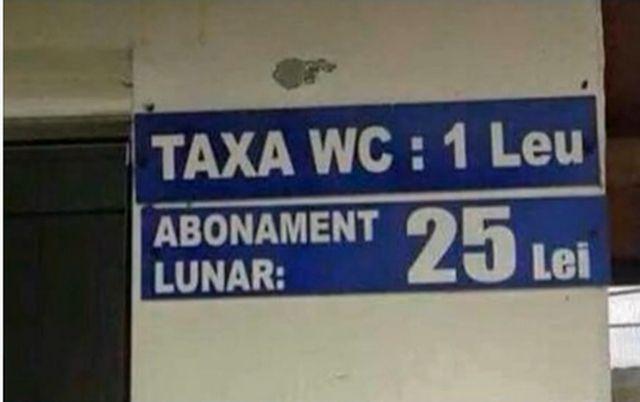 TAXA WC : 1 Leu
ABONAMENT
LUNAR: 25 Lei